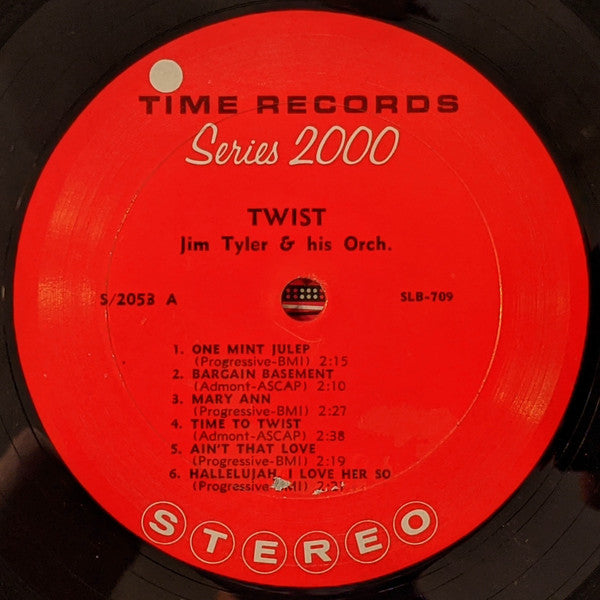 TIME RECORDS
Series 2000
TWIST
Jim Tyler & his Orch.
S/2053 A
SLB-709
1. ONE MINT JULEP
(Progressive-BMI) 2:15
2. BARGAIN BASEMENT
(Admont-ASCAP) 2:10
3. MARY ANN
(Progressive-BMI) 2:27
4. TIME TO TWIST
(Admont-ASCAP) 2:38
5. AIN'T THAT LOVE
(Progressive-BMI) 2:19
6. HALLELUJAH, I LOVE HER SO
(Progressive-BMI)
STEREO